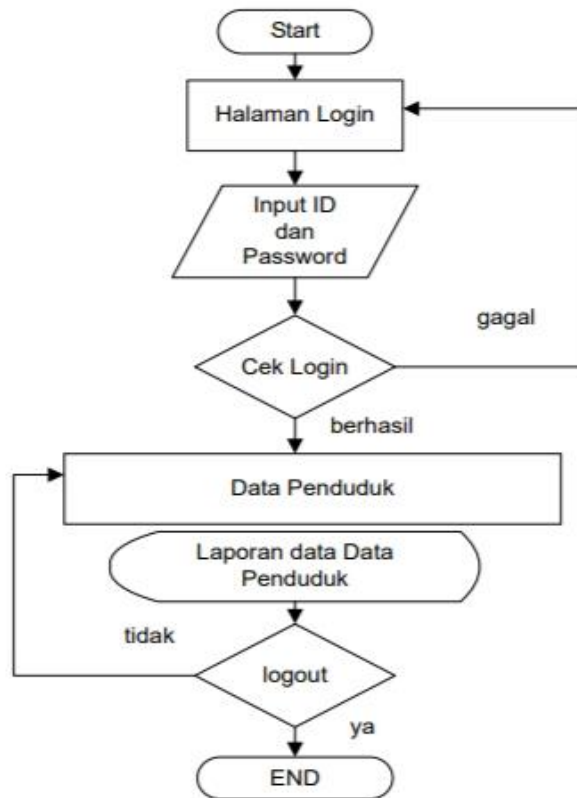 Start
Halaman Login
Input ID
dan
Password
gagal
Cek Login
berhasil
Data Penduduk
Laporan data Data
Penduduk
tidak
logout
ya
END